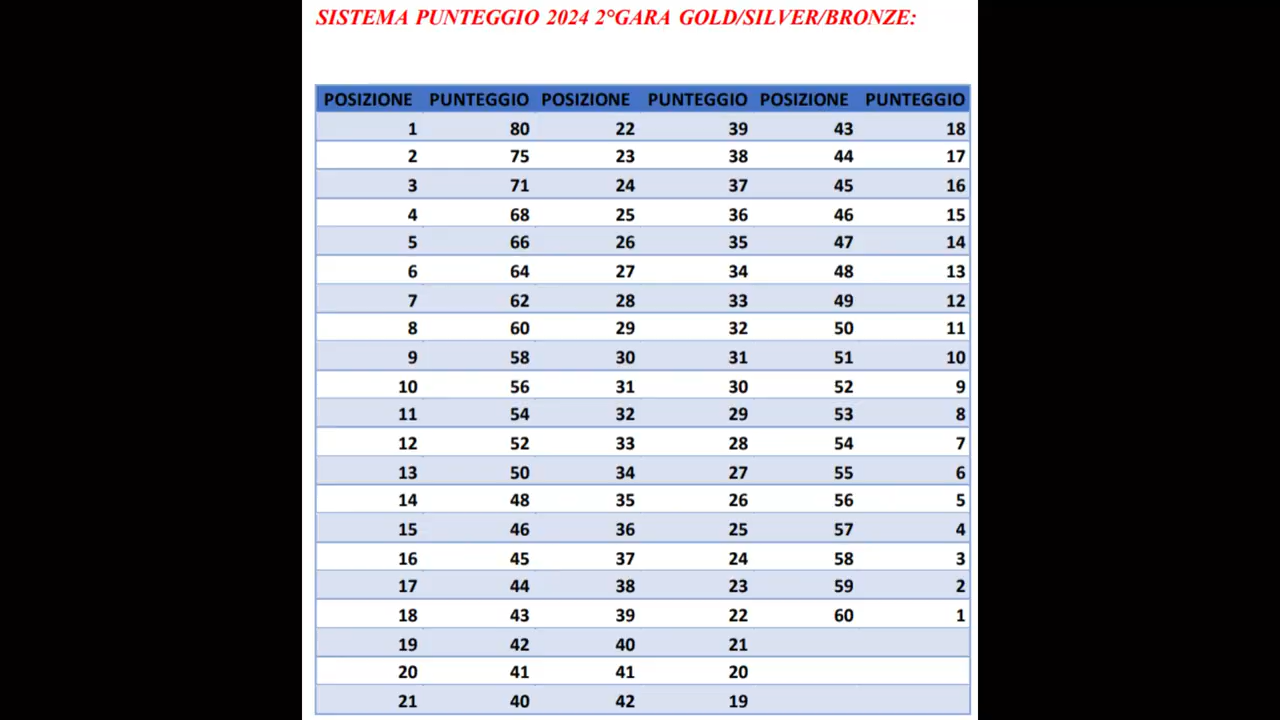 SISTEMA PUNTEGGIO 2024 2°GARA GOLD/SILVER/BRONZE:
POSIZIONE PUNTEGGIO POSIZIONE PUNTEGGIO POSIZIONE PUNTEGGIO
1 80 22 39 43 18
2 75 23 38 44 17
3 71 24 37 45 16
4 68 25 36 46 15
5 66 26 35 47 14
6 64 27 34 48 13
7 62 28 33 49 12
8 60 29 32 50 11
9 58 30 31 51 10
10 56 31 30 52 9
11 54 32 29 53 8
12 52 33 28 54 7
13 50 34 27 55 6
14 48 35 26 56 5
15 46 36 25 57 4
16 45 37 24 58 3
17 44 38 23 59 2
18 43 39 22 60 1
19 42 40 21
20 41 41 20
21 40 42 19